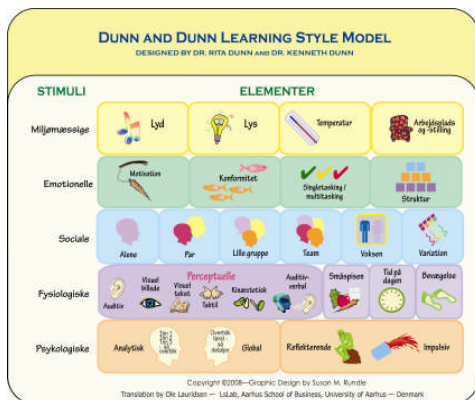 DUNN AND DUNN LEARNING STYLE MODEL
DESIGNED BY DR. RITA DUNN AND DR. KENNETH DUNN
STIMULI ELEMENTER
Miljømæssige Lyd Lys Temperatur Arbejdsplads
og -stilling
Emotionelle Motivation Konformitet Singletasking /
multitasking Struktur
Sociale Alene Par Lille gruppe Team Voksen Variation
Perceptuelle
Fysiologiske Auditiv Visuel
billede Visuel
tekst Taktil Kinæstetisk Auditiv-
verbal Småspisen Tid på
dagen Bevægelse
Psykologiske Analytisk Global Reflekterende Impulsiv
Copyright ©2008—Graphic Design by Susan M. Rundle
Translation by Ole Lauridsen — LsLab, Aarhus School of Business, University of Aarhus — Denmark